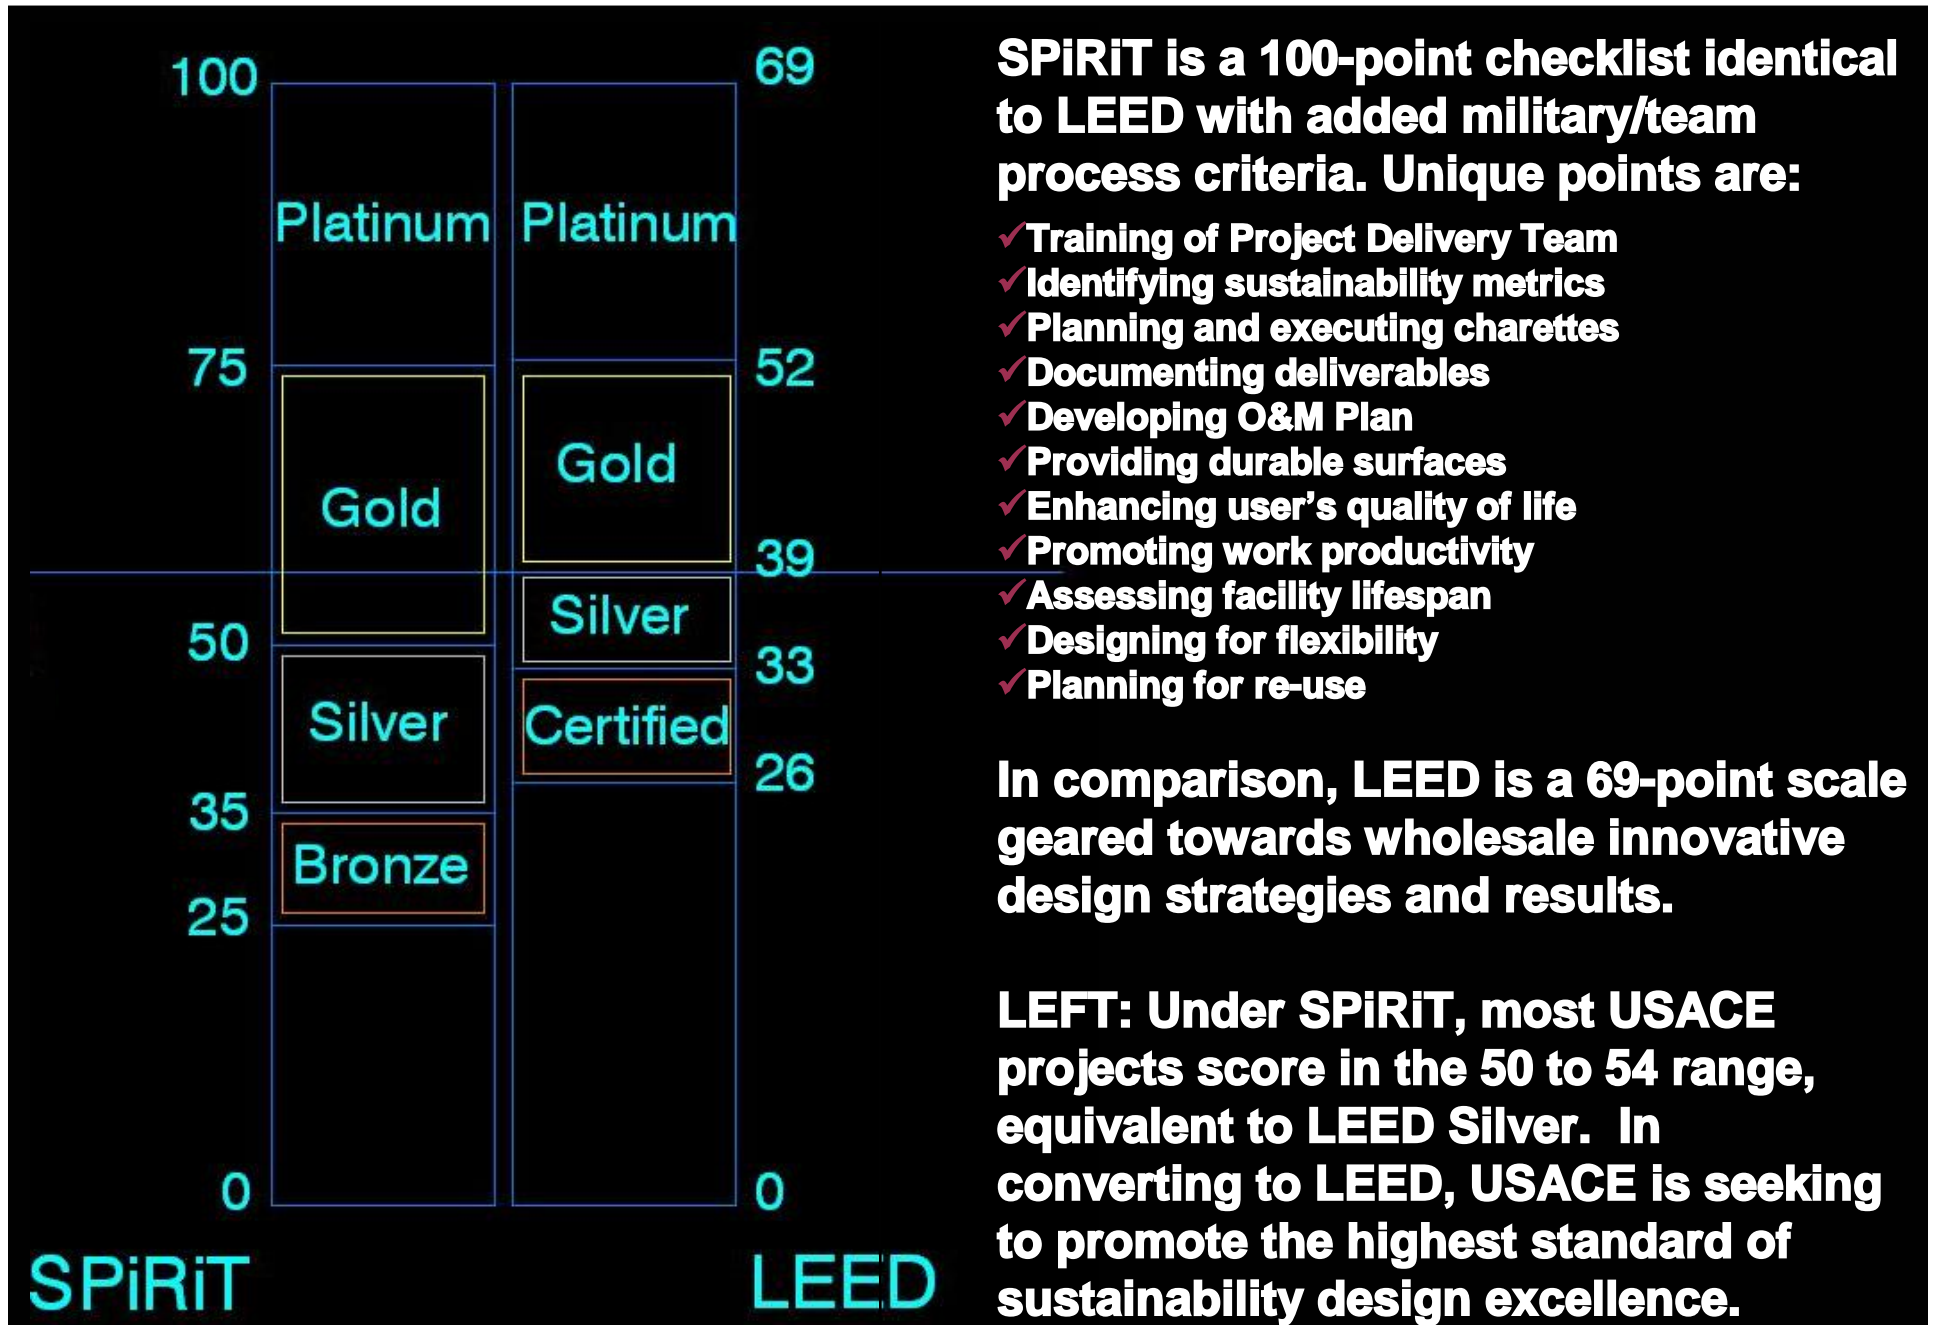 100
69
Platinum
Platinum
75
52
Gold
Gold
39
Silver
50
33
Silver
Certified
26
35
Bronze
25
0
0
SPiRiT
LEED
SPiRiT is a 100-point checklist identical
to LEED with added military/team
process criteria. Unique points are:
✓Training of Project Delivery Team
✓Identifying sustainability metrics
✓Planning and executing charettes
✓Documenting deliverables
✓Developing O&M Plan
✓Providing durable surfaces
✓Enhancing user’s quality of life
✓Promoting work productivity
✓Assessing facility lifespan
✓Designing for flexibility
✓Planning for re-use
In comparison, LEED is a 69-point scale
geared towards wholesale innovative
design strategies and results.
LEFT: Under SPiRiT, most USACE
projects score in the 50 to 54 range,
equivalent to LEED Silver.  In
converting to LEED, USACE is seeking
to promote the highest standard of
sustainability design excellence.